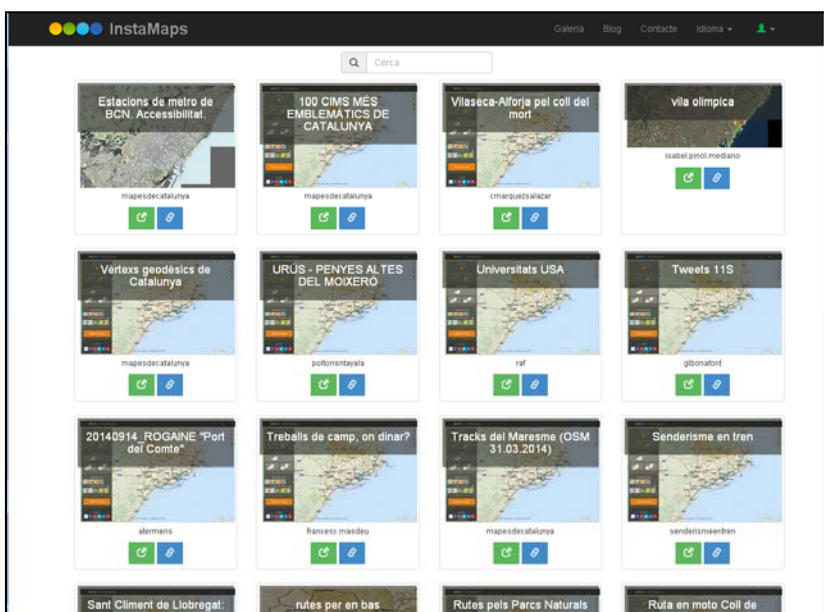 InstaMaps
Galeria Blog Contacte Idioma
Cerca
Estacions de metro de
BCN. Accessibilitat.
mapesdecatalunya
100 CIMS MÉS
EMBLEMÀTICS DE
CATALUNYA
mapesdecatalunya
Vilaseca-Alforja pel coll del
mort
cmarquezsalazar
vila olimpica
isabel.pinol.mediano
Vèrtexs geodèsics de
Catalunya
mapesdecatalunya
URÚS - PENYES ALTES
DEL MOIXERÓ
poltorrentayala
Universitats USA
raf
Tweets 11S
gibonafont
20140914_ROGAINE "Port
del Comte"
atermens
Treballs de camp, on dinar?
francesc.masdeu
Tracks del Maresme (OSM
31.03.2014)
mapesdecatalunya
Senderisme en tren
senderismeentren
Sant Climent de Llobregat:
rutes per en bas
Rutes pels Parcs Naturals
Ruta en moto Coll de